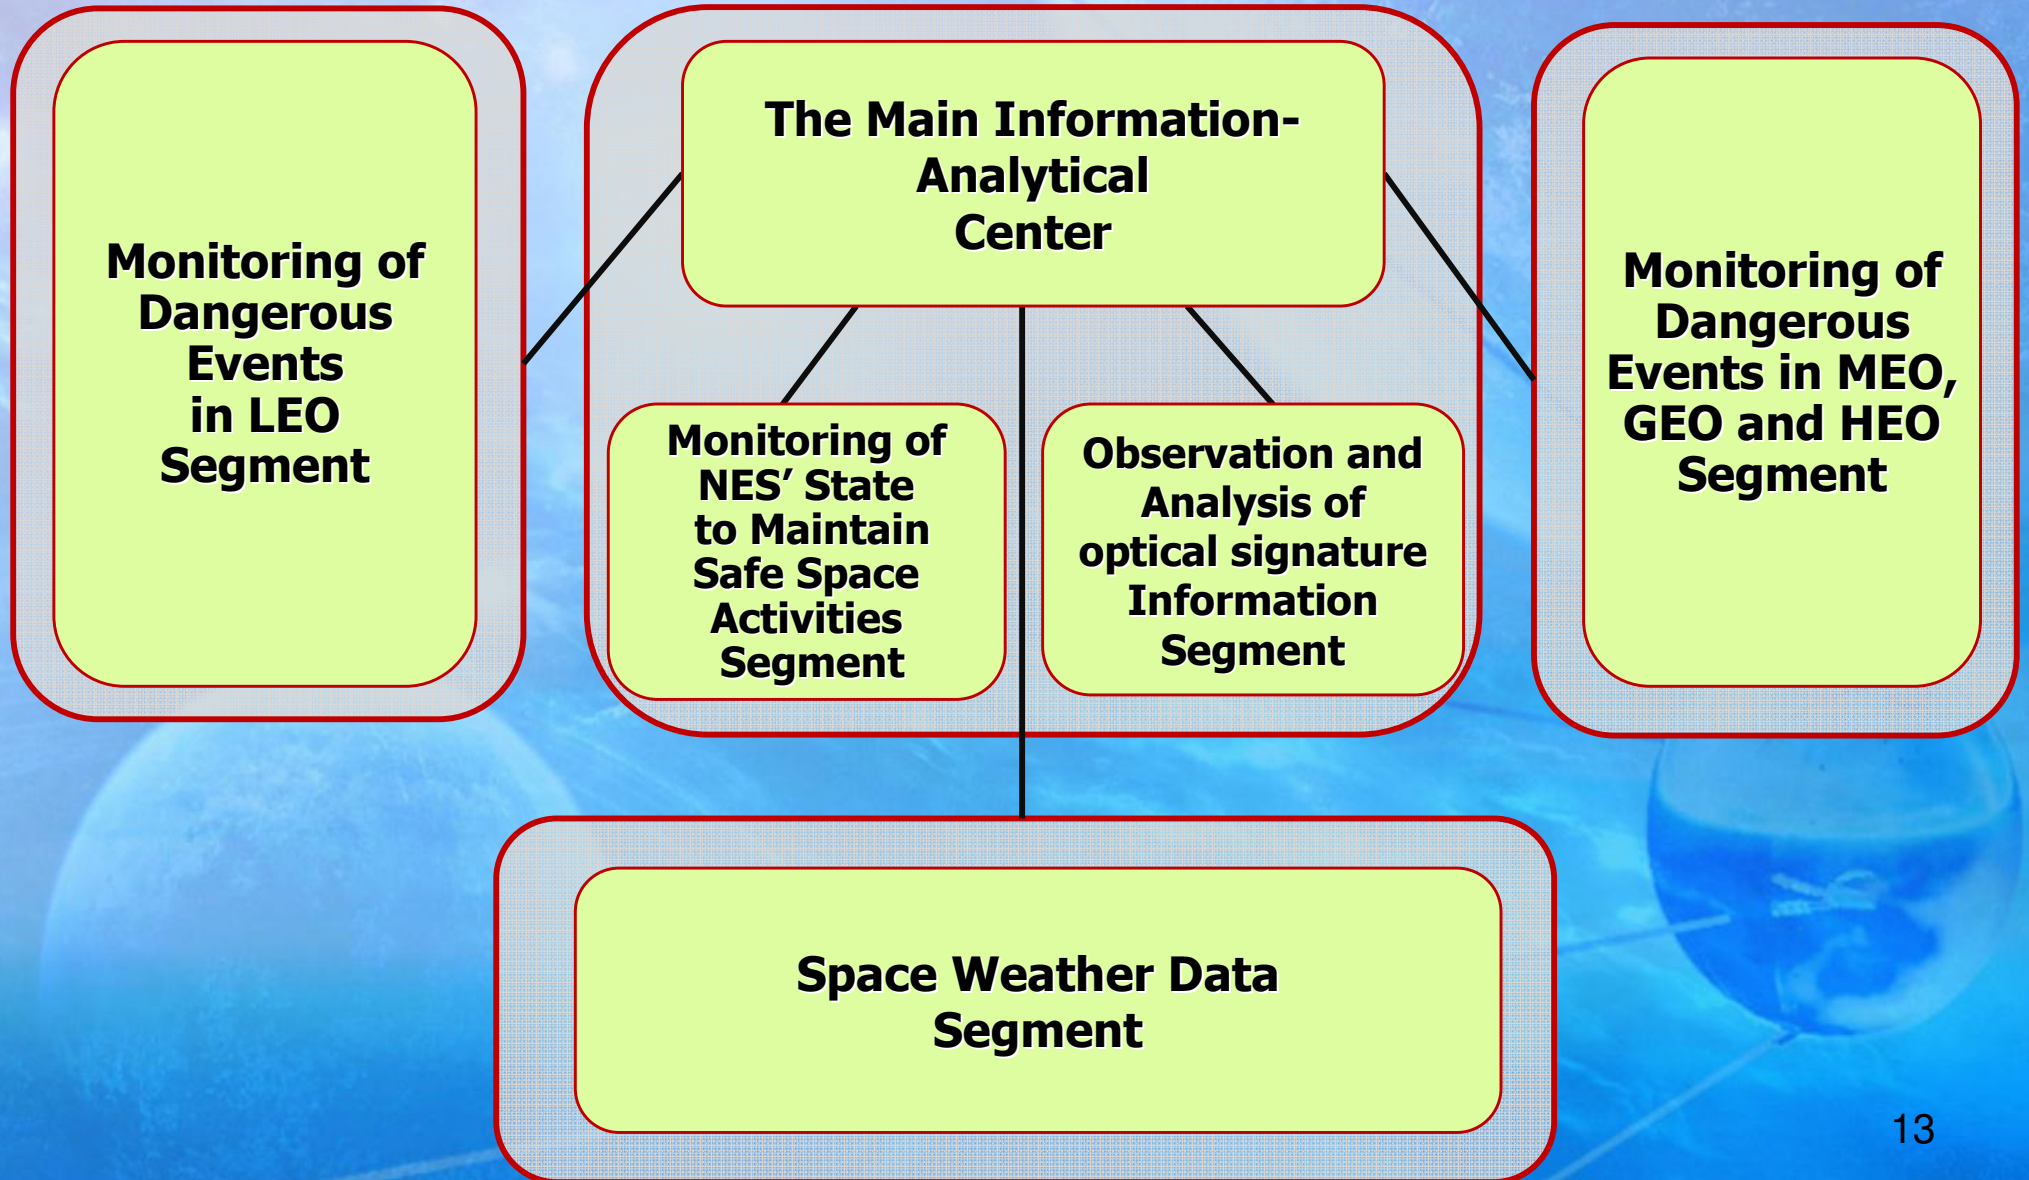 Monitoring of
Dangerous
Events
in LEO
Segment
The Main Information-
Analytical
Center
Monitoring of
NES’ State
to Maintain
Safe Space
Activities
Segment
Observation and
Analysis of
optical signature
Information
Segment
Monitoring of
Dangerous
Events in MEO,
GEO and HEO
Segment
Space Weather Data
Segment
13